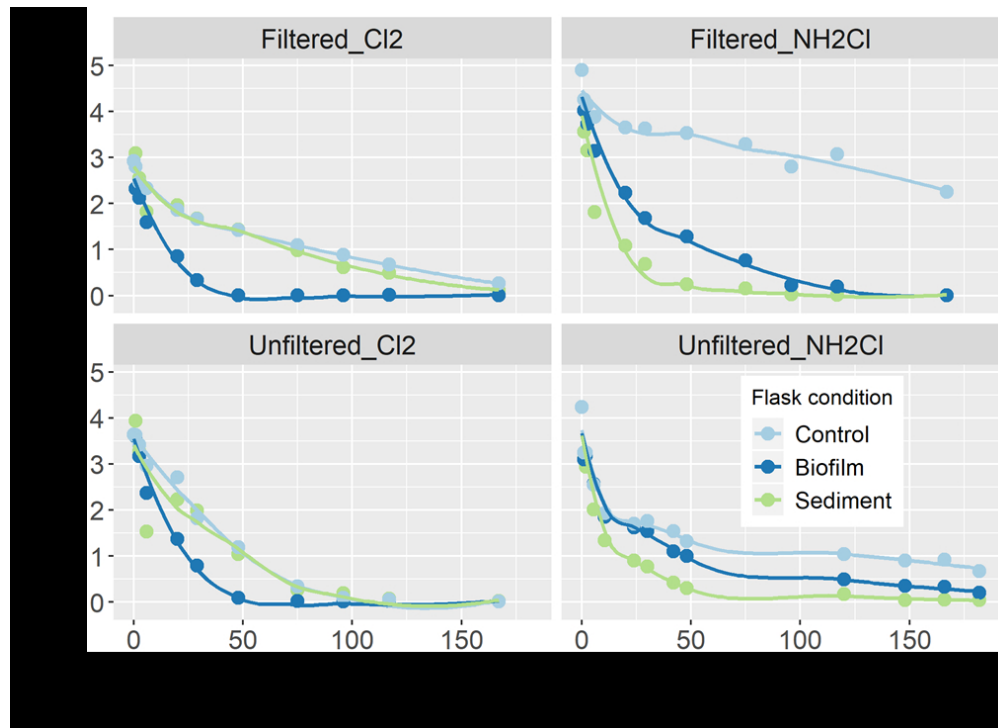 Filtered_Cl2
Filtered_NH2Cl
5
4
3
2
1
0
Unfiltered_Cl2
Unfiltered_NH2Cl
5
4
3
2
1
0
Flask condition
Control
Biofilm
Sediment
0 50 100 150
0 50 100 150